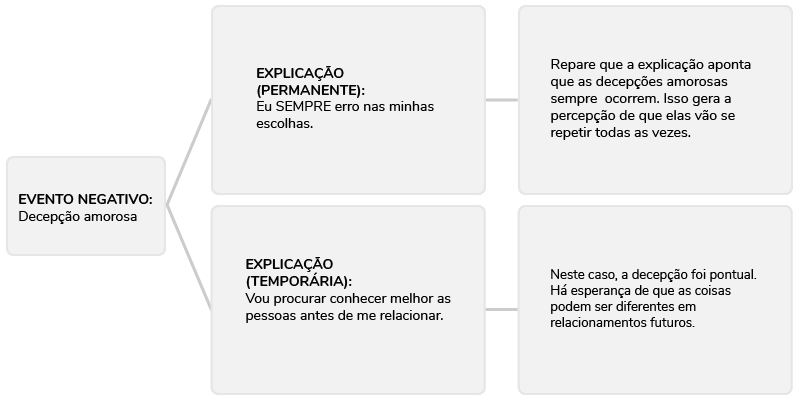 EVENTO NEGATIVO:
Decepção amorosa
EXPLICAÇÃO
(PERMANENTE):
Eu SEMPRE erro nas minhas
escolhas.
Repare que a explicação aponta
que as decepções amorosas
sempre  ocorrem. Isso gera a
percepção de que elas vão se
repetir todas as vezes.
EXPLICAÇÃO
(TEMPORÁRIA):
Vou procurar conhecer melhor as
pessoas antes de me relacionar.
Neste caso, a decepção foi pontual.
Há esperança de que as coisas
podem ser diferentes em
relacionamentos futuros.